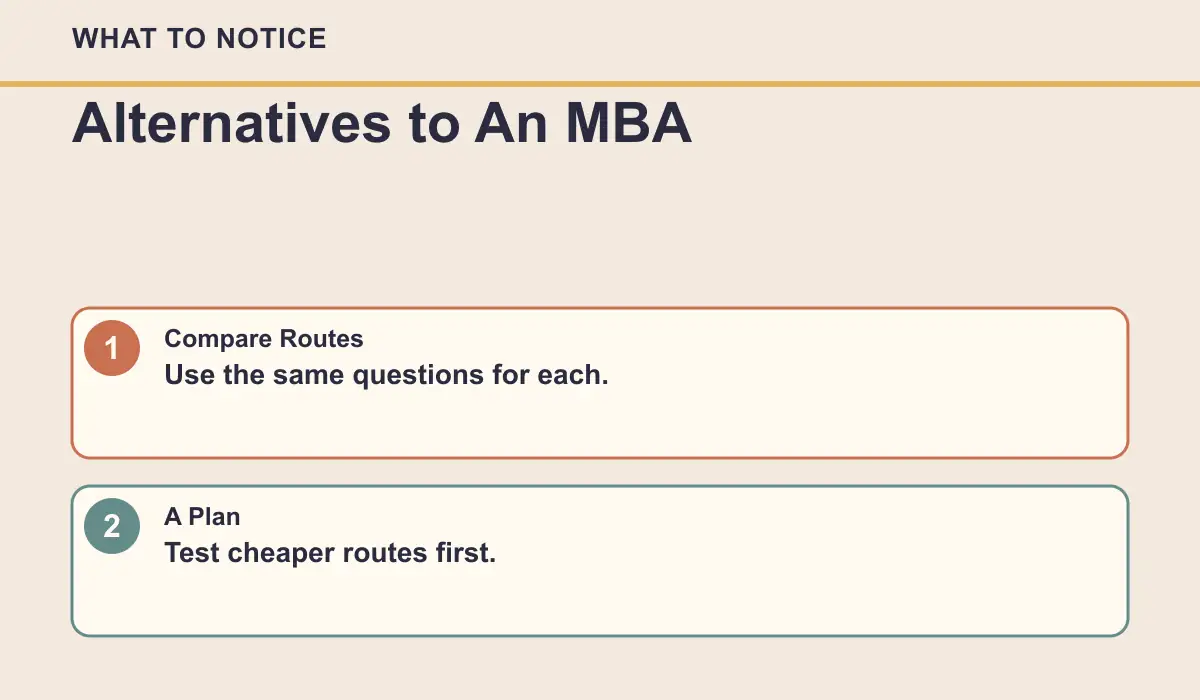 WHAT TO NOTICE
Alternatives to An MBA
1
Compare Routes
Use the same questions for each.
2
A Plan
Test cheaper routes first.